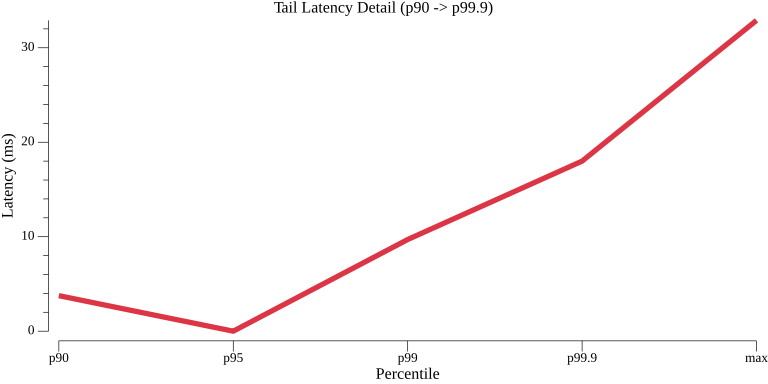 Tail Latency Detail (p90 -> p99.9)
Latency (ms)
30
20
10
0
p90 p95 p99 p99.9 max
Percentile